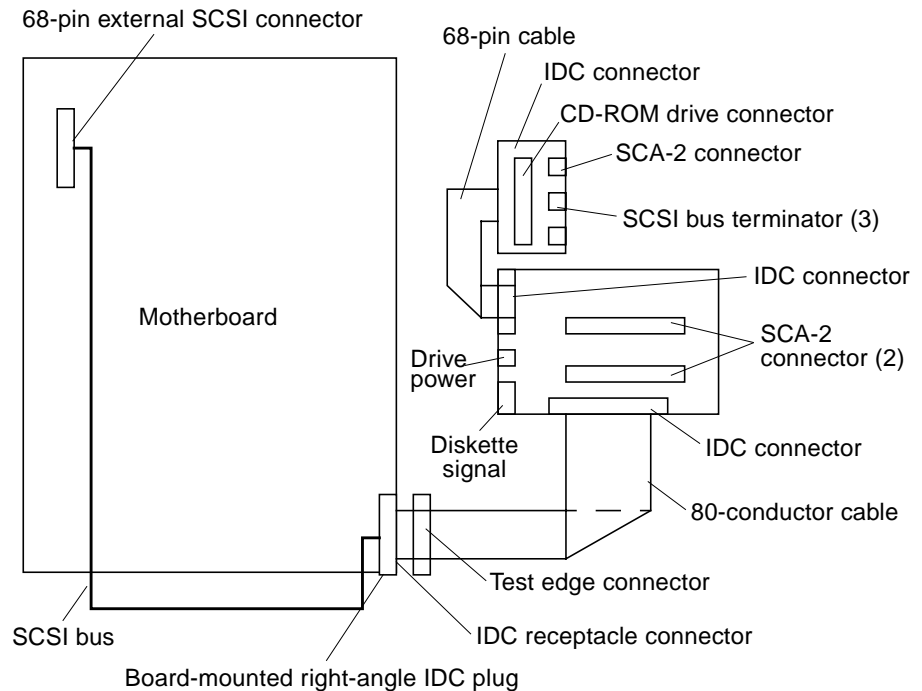 68-pin external SCSI connector
68-pin cable
IDC connector
CD-ROM drive connector
SCA-2 connector
SCSI bus terminator (3)
IDC connector
Motherboard
SCA-2
connector (2)
Drive
power
Diskette
signal
IDC connector
80-conductor cable
Test edge connector
SCSI bus
IDC receptacle connector
Board-mounted right-angle IDC plug